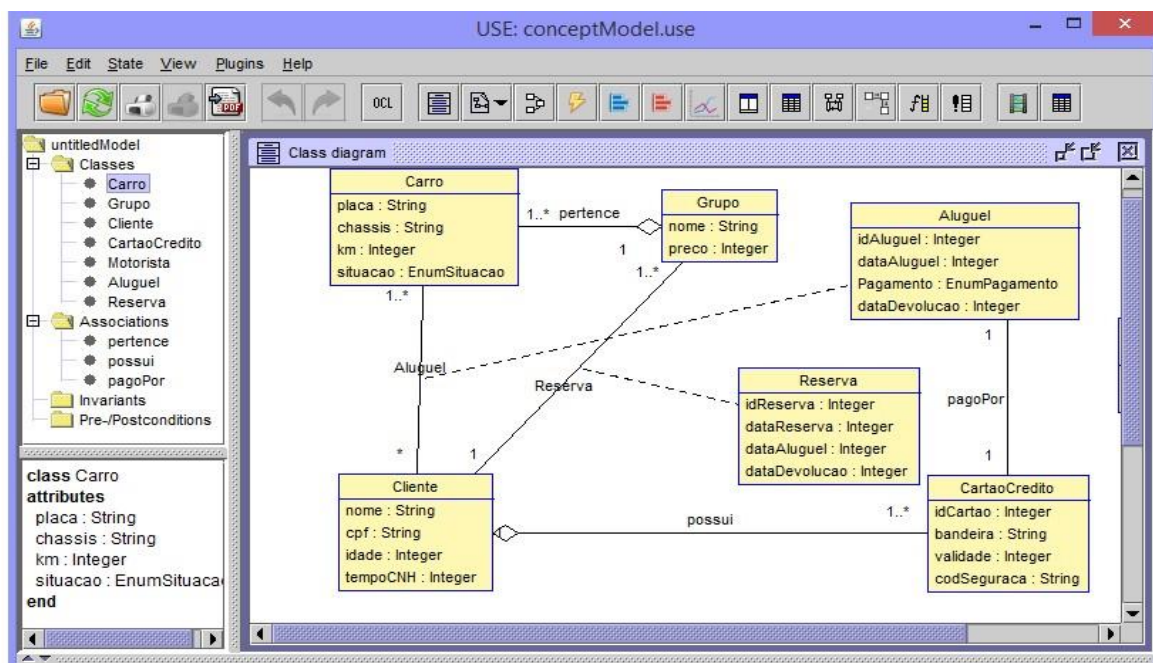 USE: conceptModel.use
File Edit State View Plugins Help
OCL
untitledModel
Classes
Carro
Grupo
Cliente
CartaoCredito
Motorista
Aluguel
Reserva
Associations
pertence
possui
pagoPor
Invariants
Pre-/Postconditions
class Carro
attributes
placa : String
chassis : String
km : Integer
situacao : EnumSituaca
end
Class diagram
Carro
placa : String
chassis : String
km : Integer
situacao : EnumSituacao
1..* pertence
1
Grupo
nome : String
preco : Integer
1..*
Aluguel
idAluguel : Integer
dataAluguel : Integer
Pagamento : EnumPagamento
dataDevolucao : Integer
1..*
1
Aluguel
Reserva
Reserva
idReserva : Integer
dataReserva : Integer
dataAluguel : Integer
dataDevolucao : Integer
pagoPor
*
1
1
Cliente
nome : String
cpf : String
idade : Integer
tempoCNH : Integer
possui
1..*
CartaoCredito
idCartao : Integer
bandeira : String
validade : Integer
codSeguraca : String